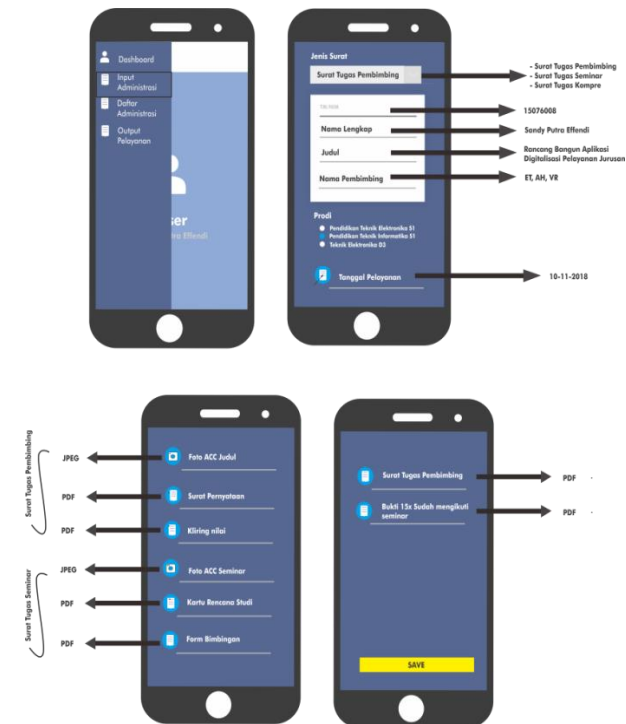 Dashboard
Input
Administrasi
Daftar
Administrasi
Output
Pelayanan
ser
ra Effendi
Jenis Surat
Surat Tugas Pembimbing
- Surat Tugas Pembimbing
- Surat Tugas Seminar
- Surat Tugas Kompre
15076008
Nama Lengkap
Sandy Putra Effendi
Judul
Rancang Bangun Aplikasi
Digitalisasi Pelayanan Jurusan
Nama Pembimbing
ET, AH, VR
Prodi
Pendidikan Teknik Elektronika S1
Pendidikan Teknik Informatika S1
Teknik Elektronika D3
Tanggal Pelayanan
10-11-2018
Surat Tugas Pembimbing
JPEG
Foto ACC Judul
PDF
Surat Pernyataan
PDF
Kliring nilai
Surat Tugas Seminar
JPEG
Foto ACC Seminar
PDF
Kartu Rencana Studi
PDF
Form Bimbingan
Surat Tugas Pembimbing
PDF
Bukti 15x Sudah mengikuti
seminar
PDF
SAVE